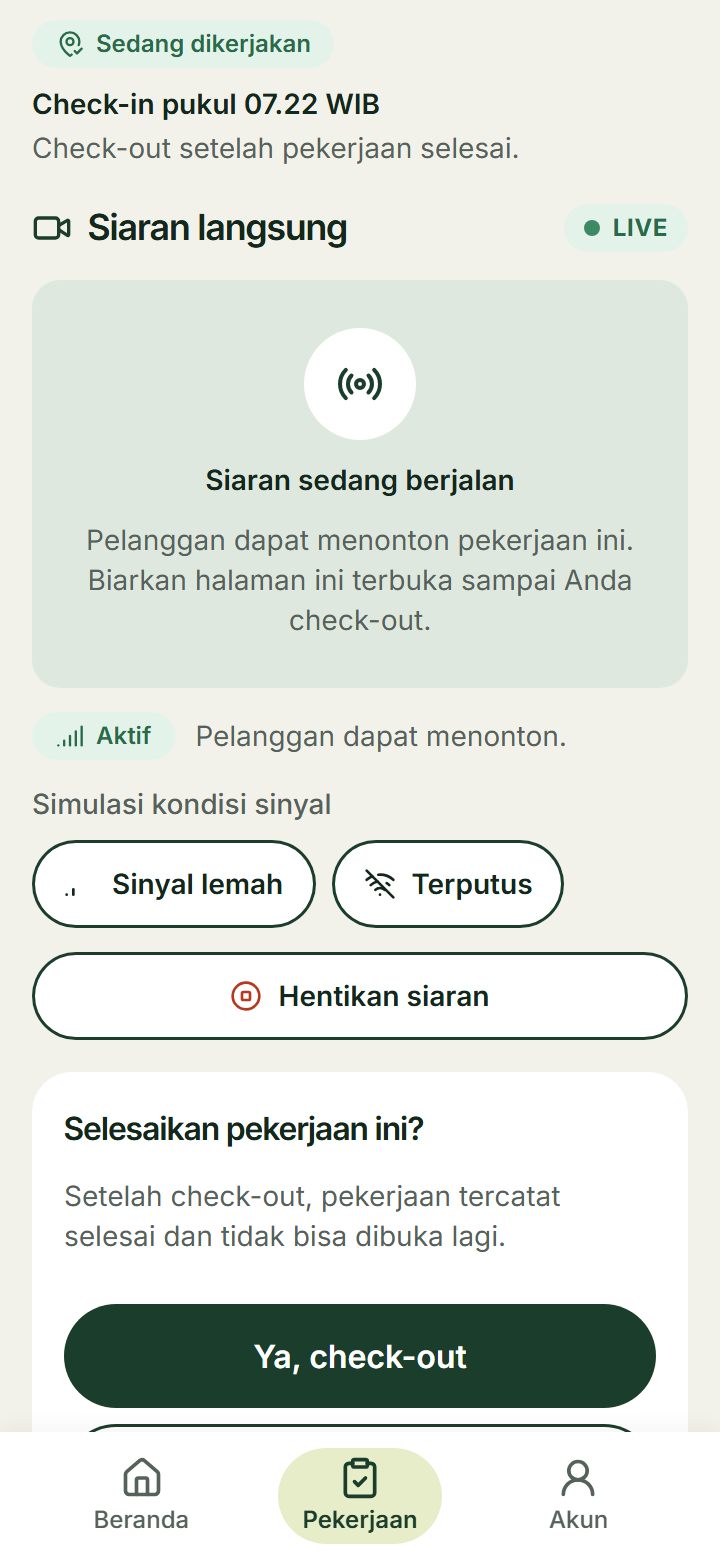 Sedang dikerjakan
Check-in pukul 07.22 WIB
Check-out setelah pekerjaan selesai.
Siaran langsung
LIVE
Siaran sedang berjalan
Pelanggan dapat menonton pekerjaan ini.
Biarkan halaman ini terbuka sampai Anda
check-out.
Aktif
Pelanggan dapat menonton.
Simulasi kondisi sinyal
Sinyal lemah
Terputus
Hentikan siaran
Selesaikan pekerjaan ini?
Setelah check-out, pekerjaan tercatat
selesai dan tidak bisa dibuka lagi.
Ya, check-out
Beranda
Pekerjaan
Akun